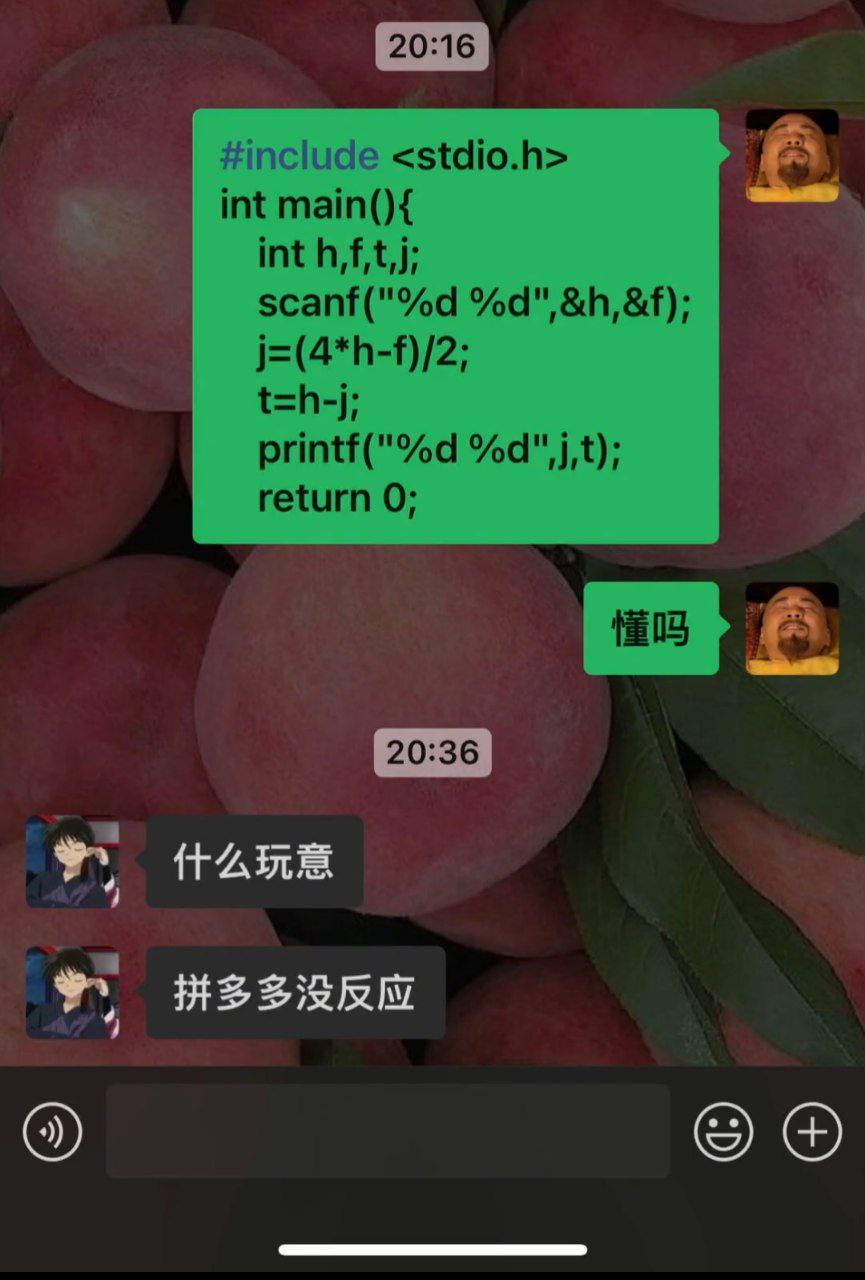 20:16
#include <stdio.h>
int main(){
int h,f,t,j;
scanf("%d %d",&h,&f);
j=(4*h-f)/2;
t=h-j;
printf("%d %d",j,t);
return 0;
懂吗
20:36
什么玩意
拼多多没反应